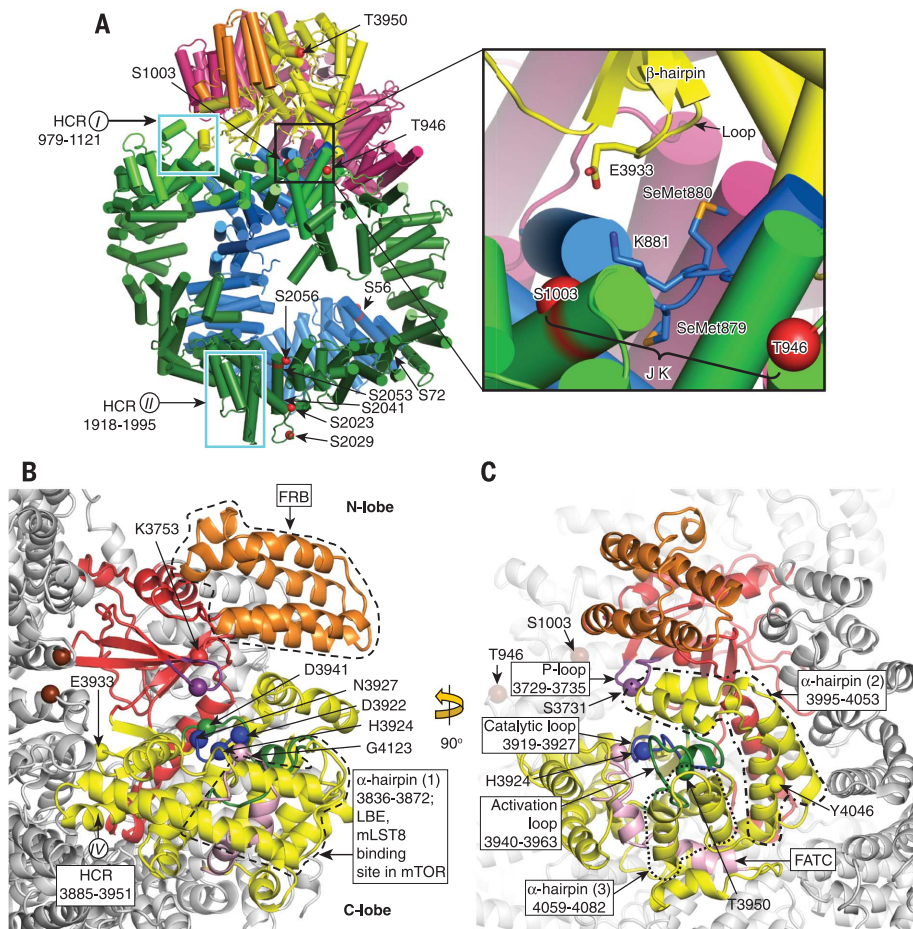 A
T3950
S1003
HCR I
979-1121
T946
β-hairpin
Loop
E3933
SeMet880
K881
S1003
SeMet879
T946
J K
S2056
S56
HCR II
1918-1995
S2053
S72
S2041
S2023
S2029
B
FRB
N-lobe
K3753
E3933
D3941
N3927
D3922
H3924
G4123
α-hairpin (1)
3836-3872;
LBE,
mLST8
binding
site in mTOR
IV
HCR
3885-3951
C-lobe
90°
C
S1003
T946
P-loop
3729-3735
S3731
α-hairpin (2)
3995-4053
Catalytic loop
3919-3927
H3924
Activation
loop
3940-3963
Y4046
FATC
α-hairpin (3)
4059-4082
T3950